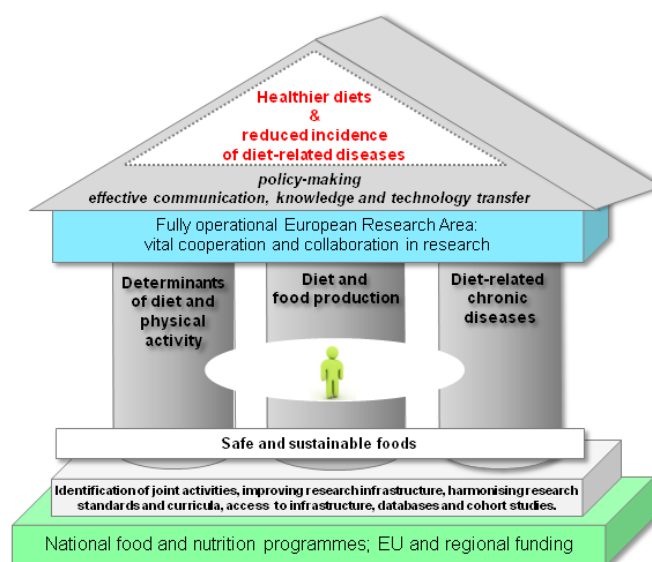 Healthier diets
&
reduced incidence
of diet-related diseases
policy-making
effective communication, knowledge and technology transfer
Fully operational European Research Area:
vital cooperation and collaboration in research
Determinants
of diet and
physical
activity
Diet and
food production
Diet-related
chronic
diseases
Safe and sustainable foods
Identification of joint activities, improving research infrastructure, harmonising research
standards and curricula, access to infrastructure, databases and cohort studies.
National food and nutrition programmes; EU and regional funding